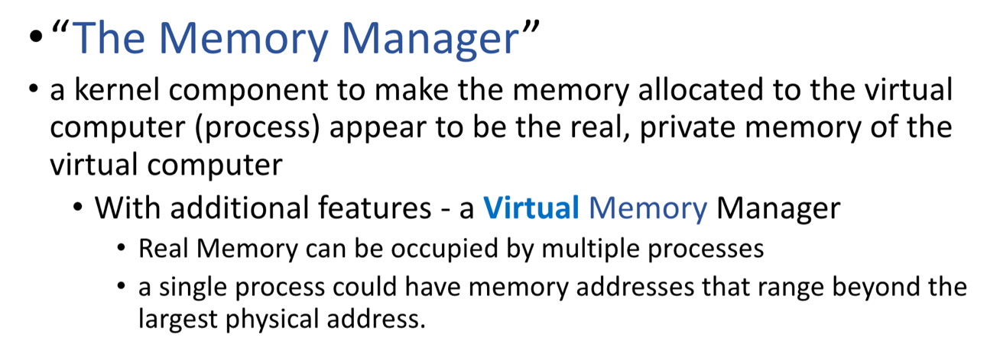 • “The Memory Manager”
• a kernel component to make the memory allocated to the virtual
computer (process) appear to be the real, private memory of the
virtual computer
• With additional features - a Virtual Memory Manager
• Real Memory can be occupied by multiple processes
• a single process could have memory addresses that range beyond the
largest physical address.